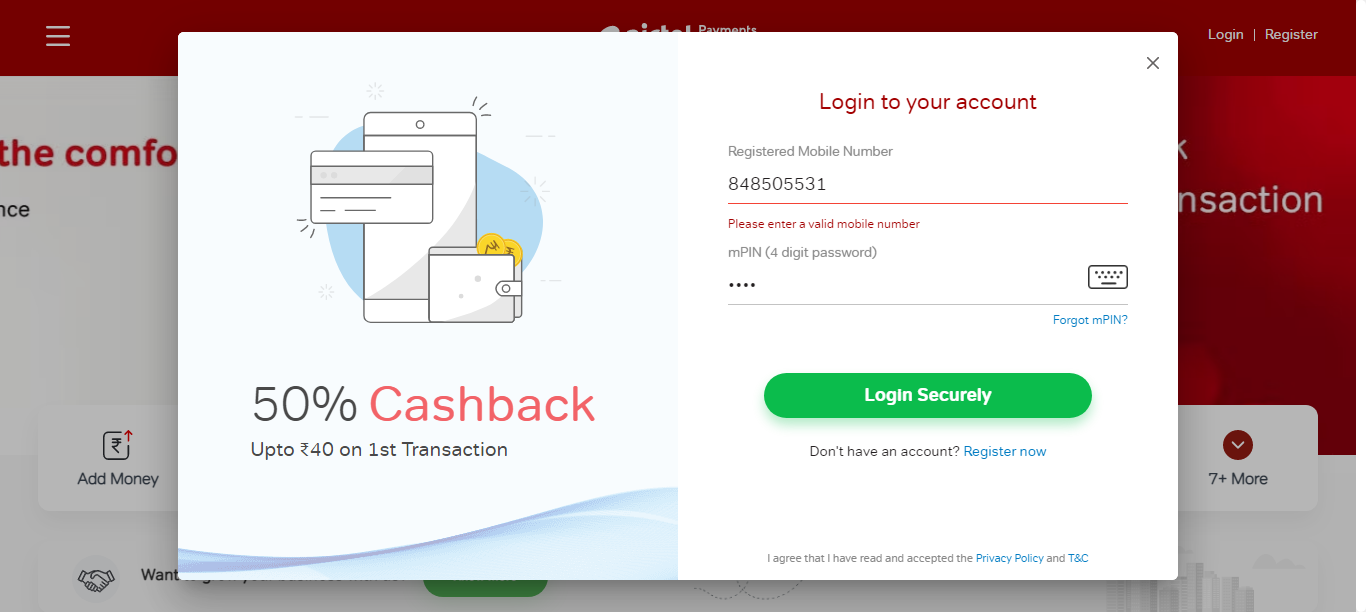 Payments
Login | Register
the comfo
nce
nsaction
Login to your account
Registered Mobile Number
848505531
Please enter a valid mobile number
mPIN (4 digit password)
••••
Forgot mPIN?
Login Securely
Don't have an account? Register now
I agree that I have read and accepted the Privacy Policy and T&C
50% Cashback
Upto ₹40 on 1st Transaction
Add Money
7+ More
Want